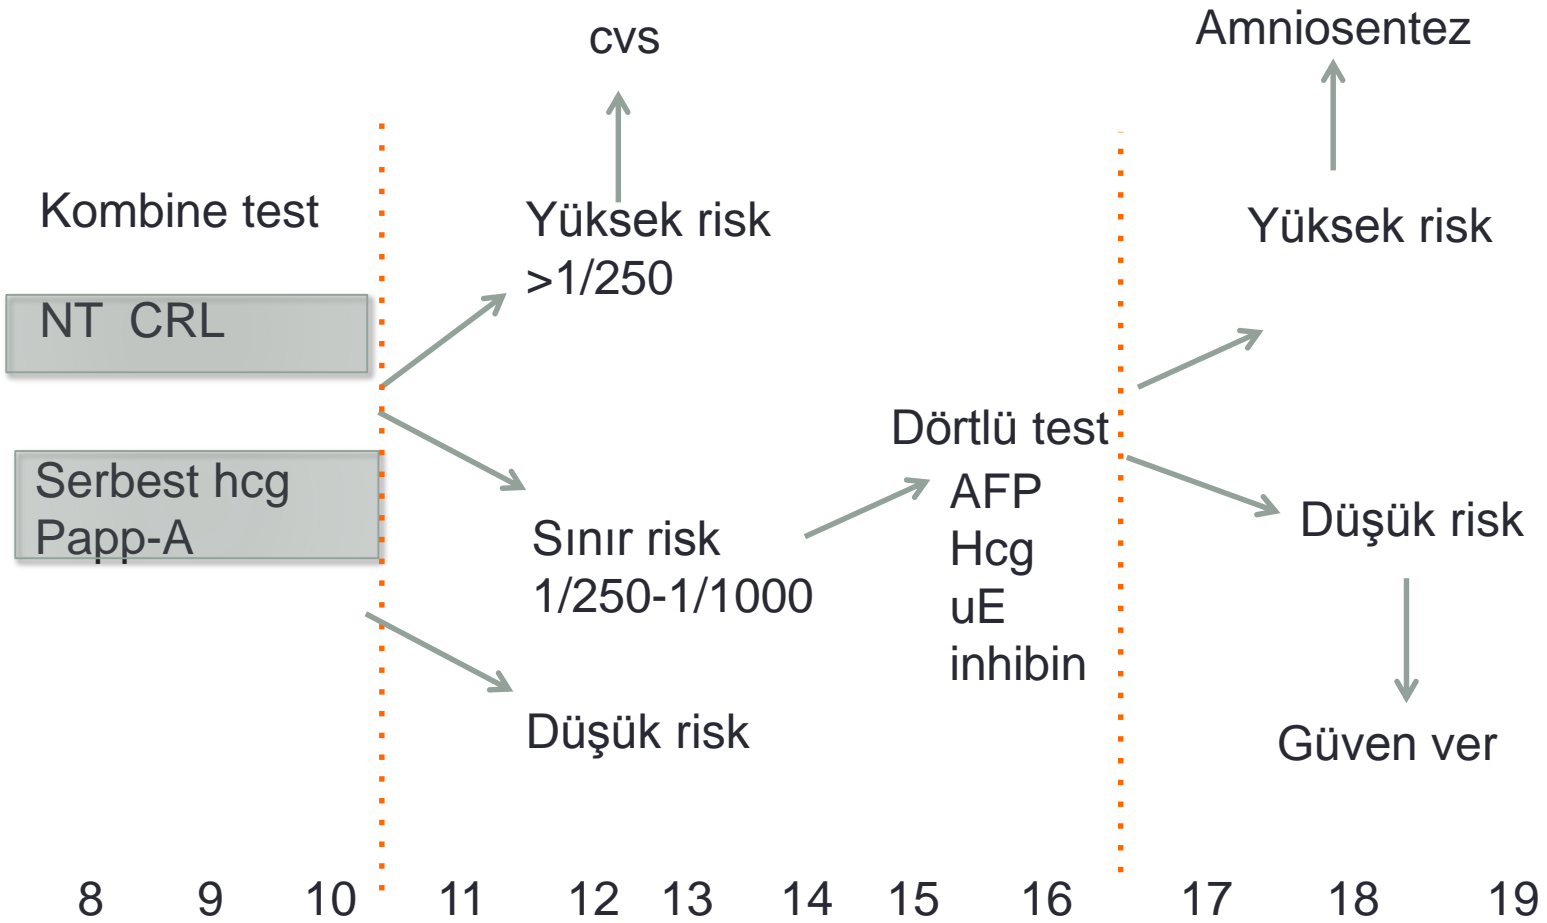 Kombine test
NT  CRL
Serbest hcg
Papp-A
cvs
Yüksek risk
>1/250
Sınır risk
1/250-1/1000
Düşük risk
Dörtlü test
AFP
Hcg
uE
inhibin
Amniosentez
Yüksek risk
Düşük risk
Güven ver
8 9 10 11 12 13 14 15 16 17 18 19